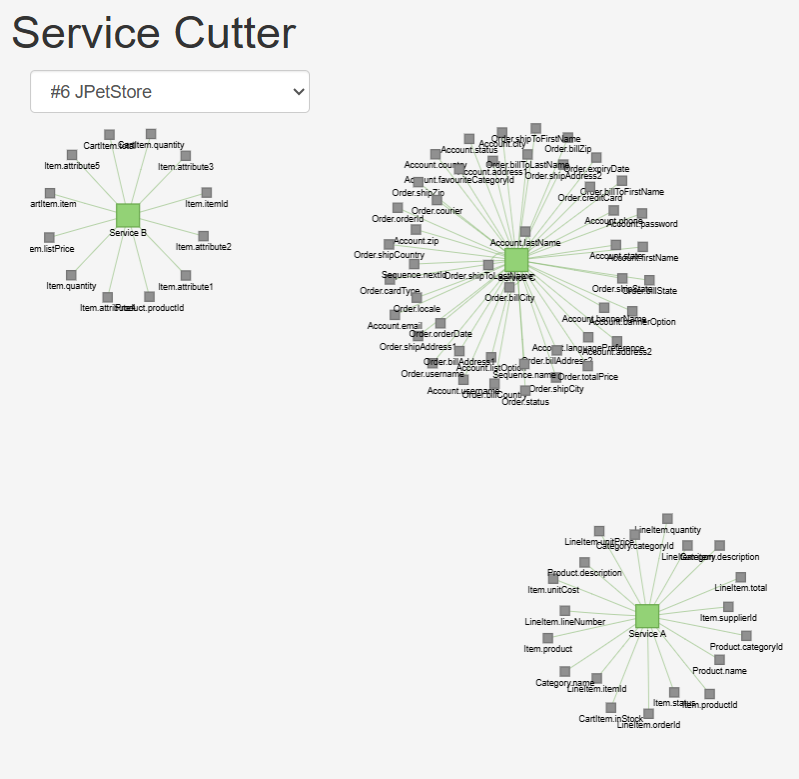 Service Cutter
#6 JPetStore
CartItem.total
CartItem.quantity
Item.attribute5
Item.attribute3
artItem.item
Item.itemId
Service B
em.listPrice
Item.attribute2
Item.quantity
Item.attribute1
Product.productId
Order.shipToFirstName
Account.city
Account.status
Order.billZip
Account.country
Order.billToLastName
Order.expiryDate
Account.address1
Order.shipAddress2
Account.favouriteCategoryId
Order.shipZip
Order.billToFirstName
Order.creditCard
Order.courier
Order.orderId
Account.phone
Account.password
Account.zip
Account.lastName
Order.shipCountry
Account.state
Account.firstName
Sequence.nextId
Order.shipToLastName
Service C
Order.cardType
Order.shipState
Order.billState
Order.billCity
Order.locale
Account.bannerName
Account.bannerOption
Account.email
Order.orderDate
Order.shipAddress1
Account.languagePreference
Account.address2
Order.billAddress1
Account.listOption
Order.billAddress2
Order.username
Sequence.name
Order.totalPrice
Account.username
Order.billCountry
Order.shipCity
Order.status
LineItem.quantity
LineItem.unitPrice
Category.categoryId
LineItem.item
Category.description
Product.description
Item.unitCost
LineItem.total
LineItem.lineNumber
Item.supplierId
Service A
Item.product
Product.categoryId
Product.name
Category.name
LineItem.itemId
Item.status
Item.productId
CartItem.inStock
LineItem.orderId